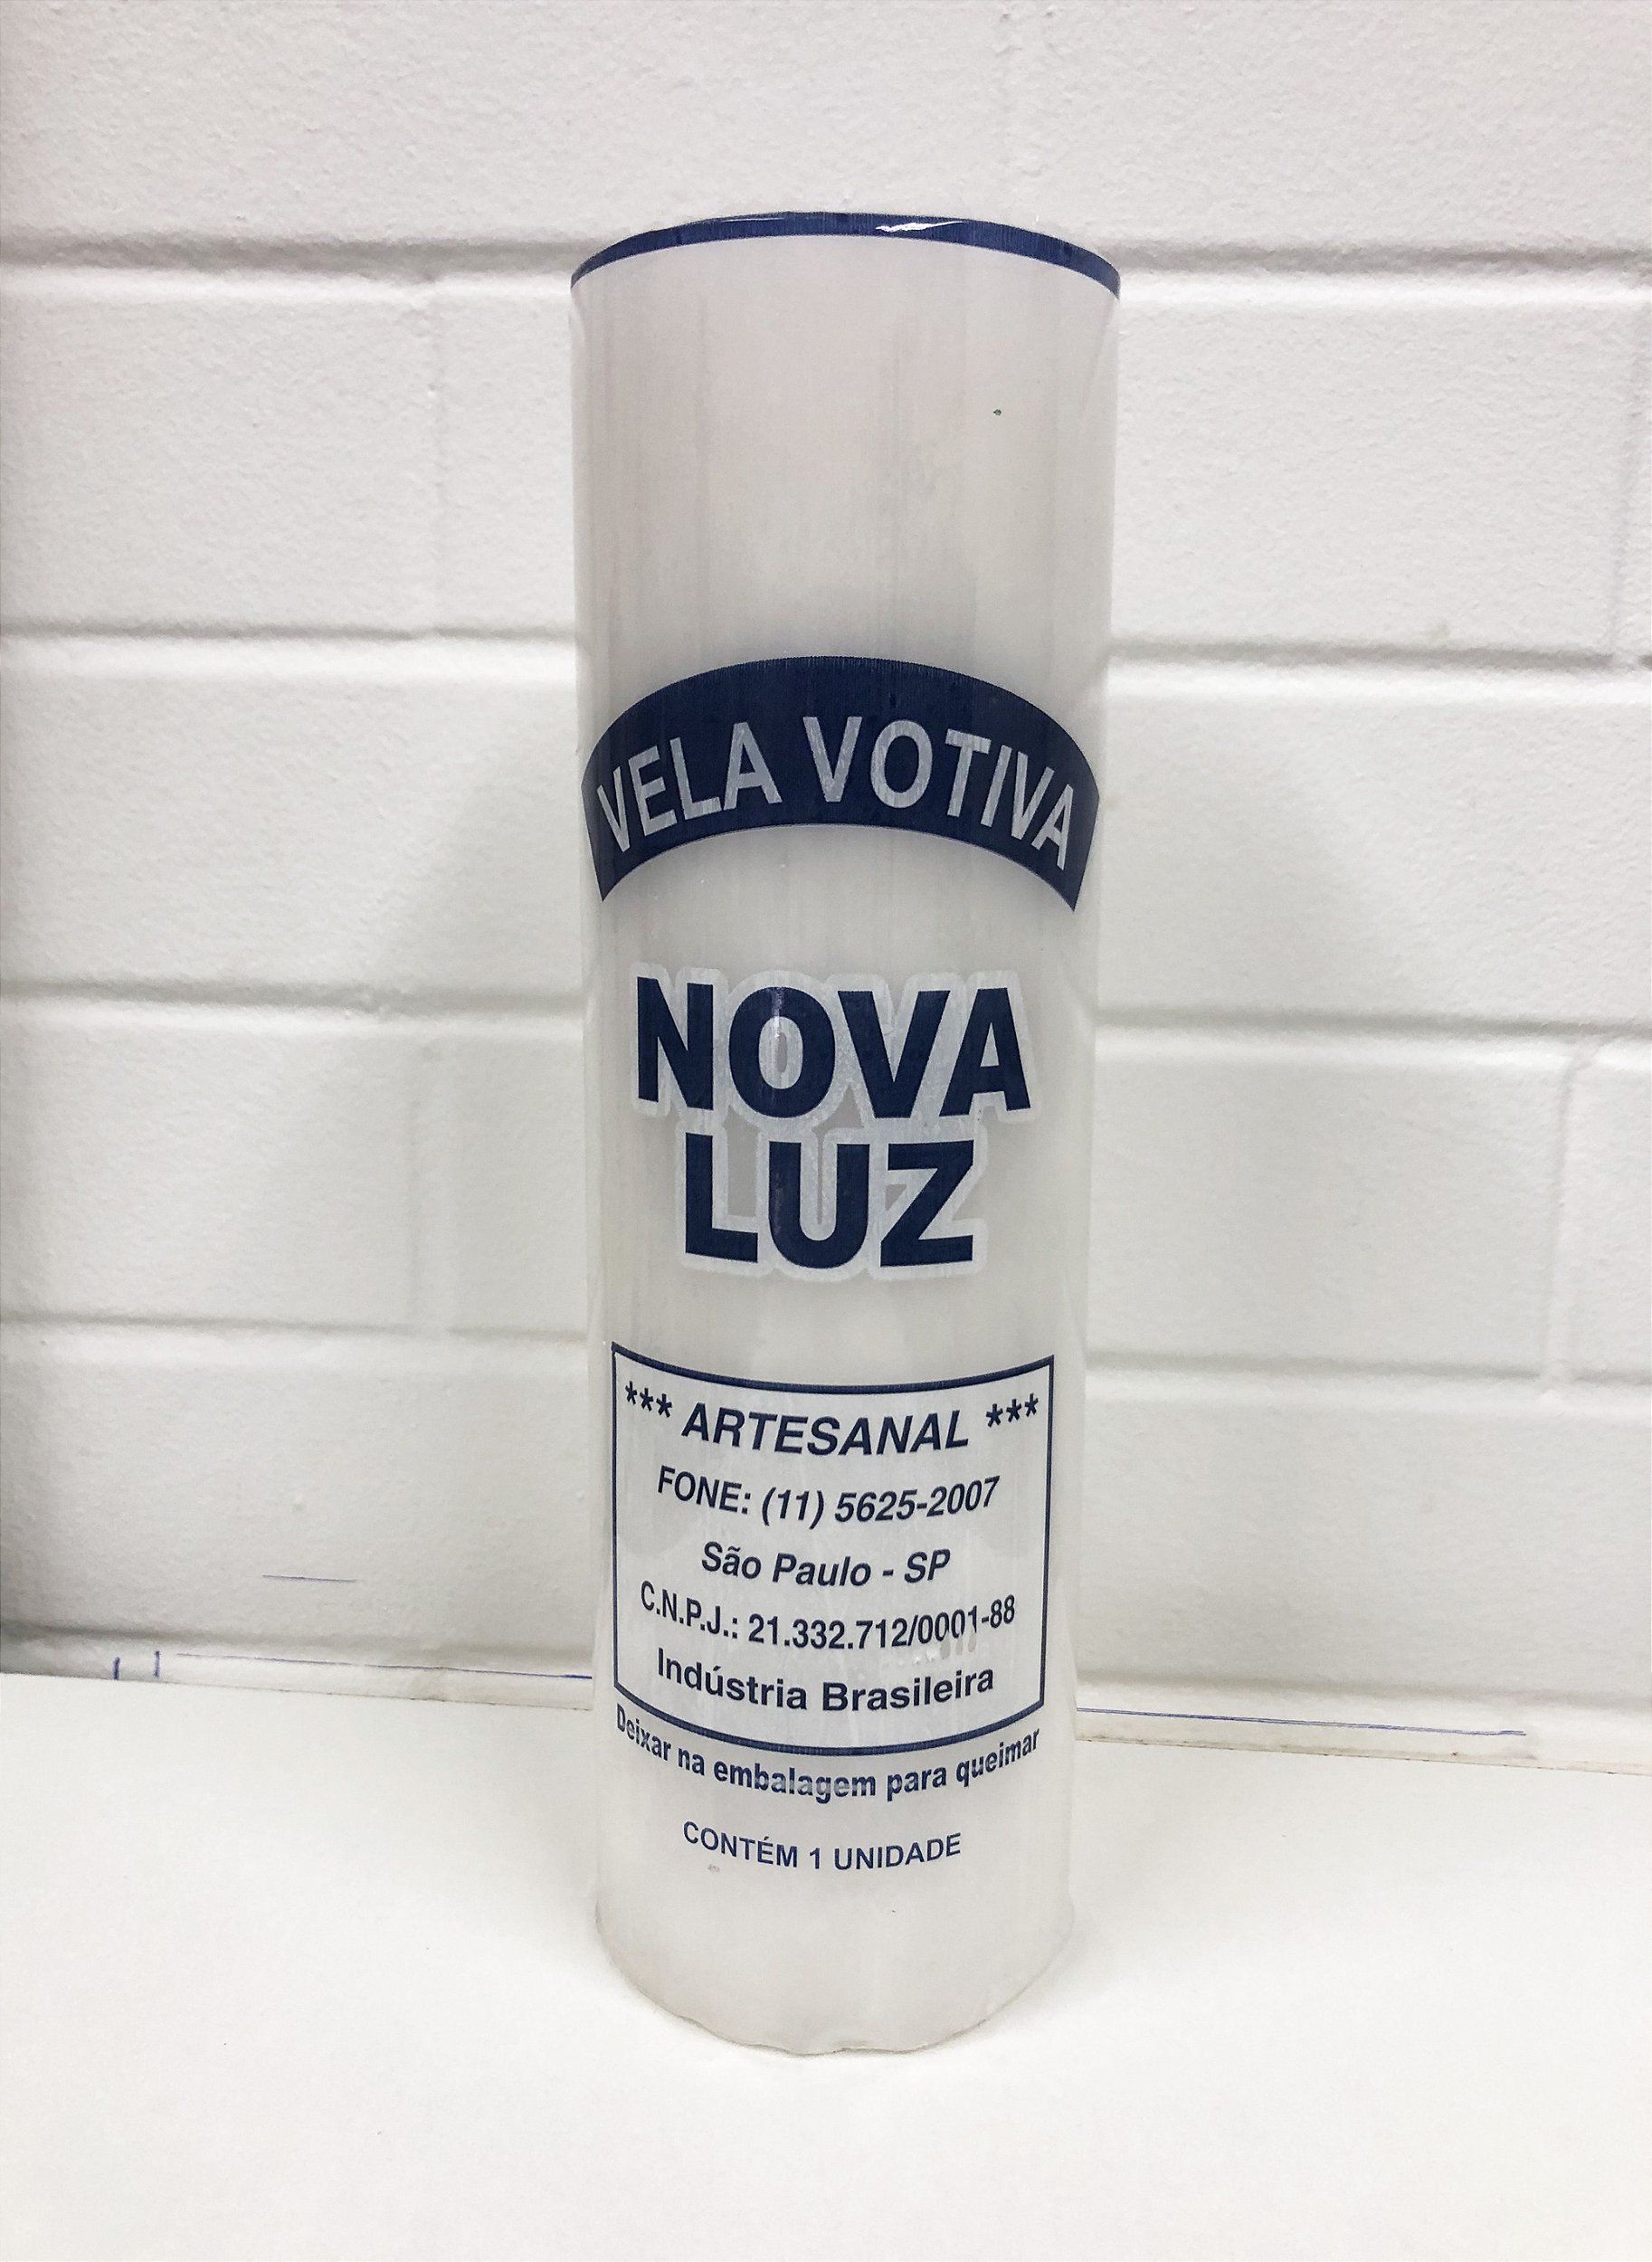 VELA VOTIVA
NOVA
LUZ
*** ARTESANAL ***
FONE: (11) 5625-2007
São Paulo - SP
C.N.P.J.: 21.332.712/0001-88
Indústria Brasileira
Deixar na embalagem para queimar
CONTÉM 1 UNIDADE